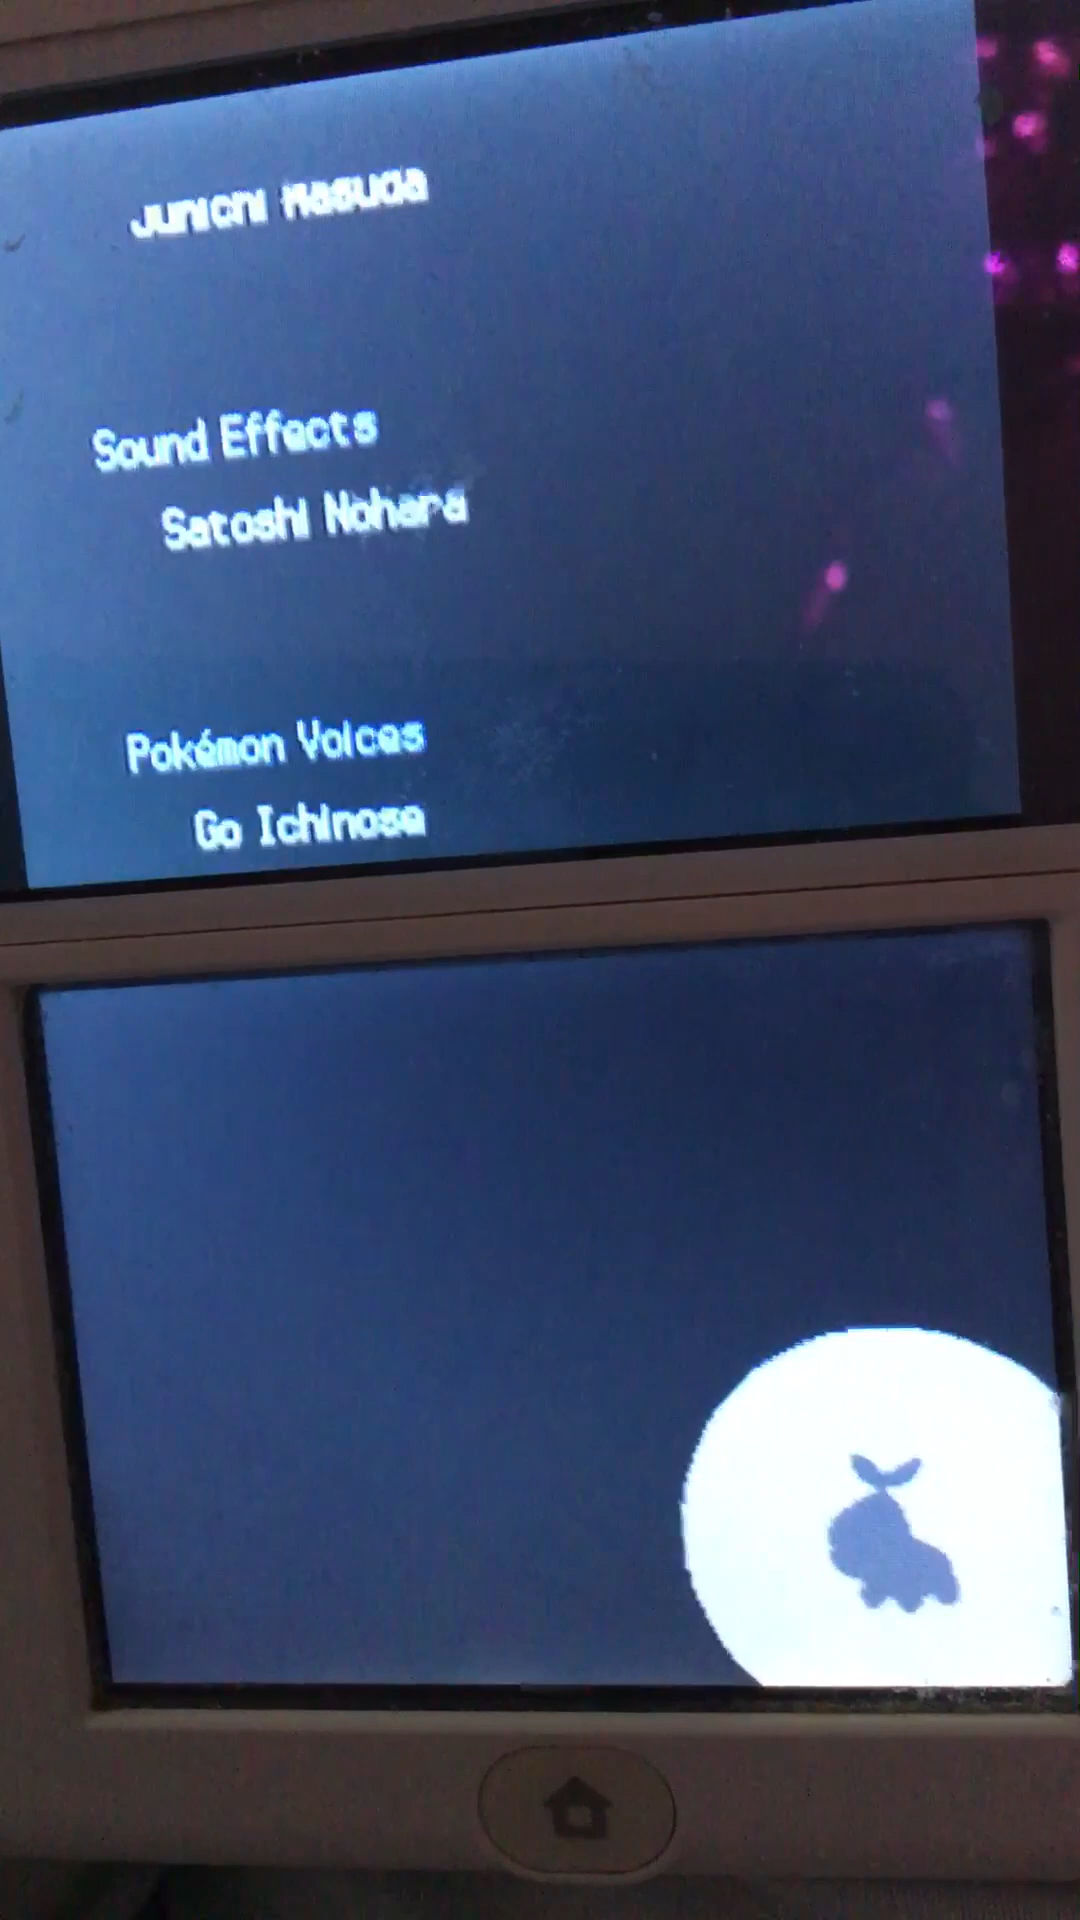 Junichi Masuda
Sound Effects
Satoshi Nohara
Pokémon Voices
Go Ichinose